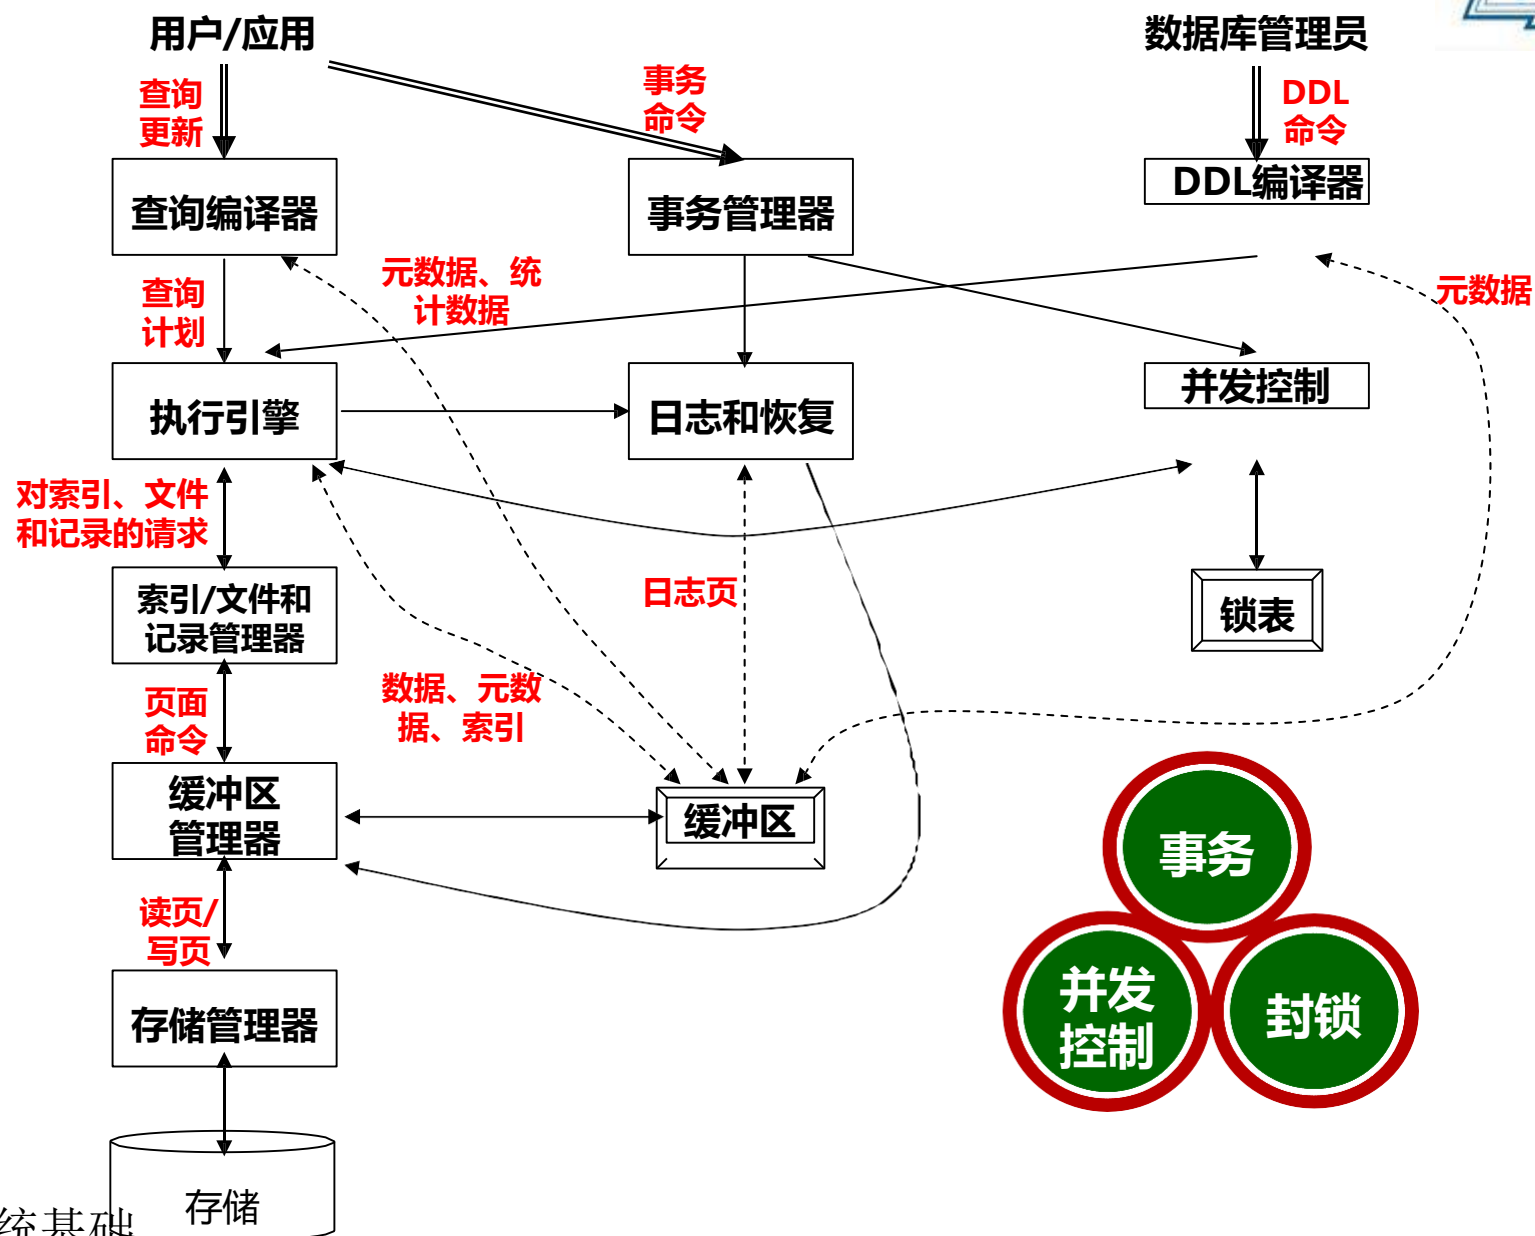 用户/应用
数据库管理员
查询
更新
事务
命令
DDL
命令
查询编译器
事务管理器
DDL编译器
查询
计划
元数据、统
计数据
元数据
执行引擎
日志和恢复
并发控制
对索引、文件
和记录的请求
索引/文件和
记录管理器
日志页
锁表
页面
命令
数据、元数
据、索引
缓冲区
管理器
缓冲区
事务
读页/
写页
并发
控制
封锁
存储管理器
存储
统基础